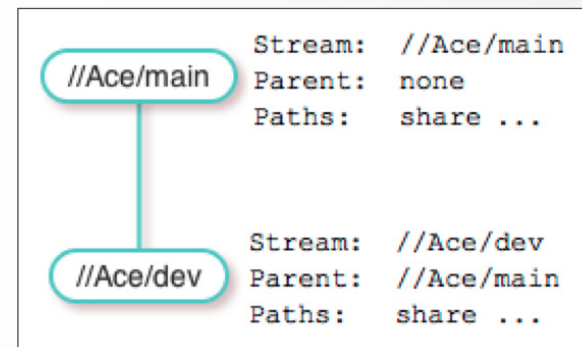 //Ace/main
Stream: //Ace/main
Parent: none
Paths: share ...
//Ace/dev
Stream: //Ace/dev
Parent: //Ace/main
Paths: share ...